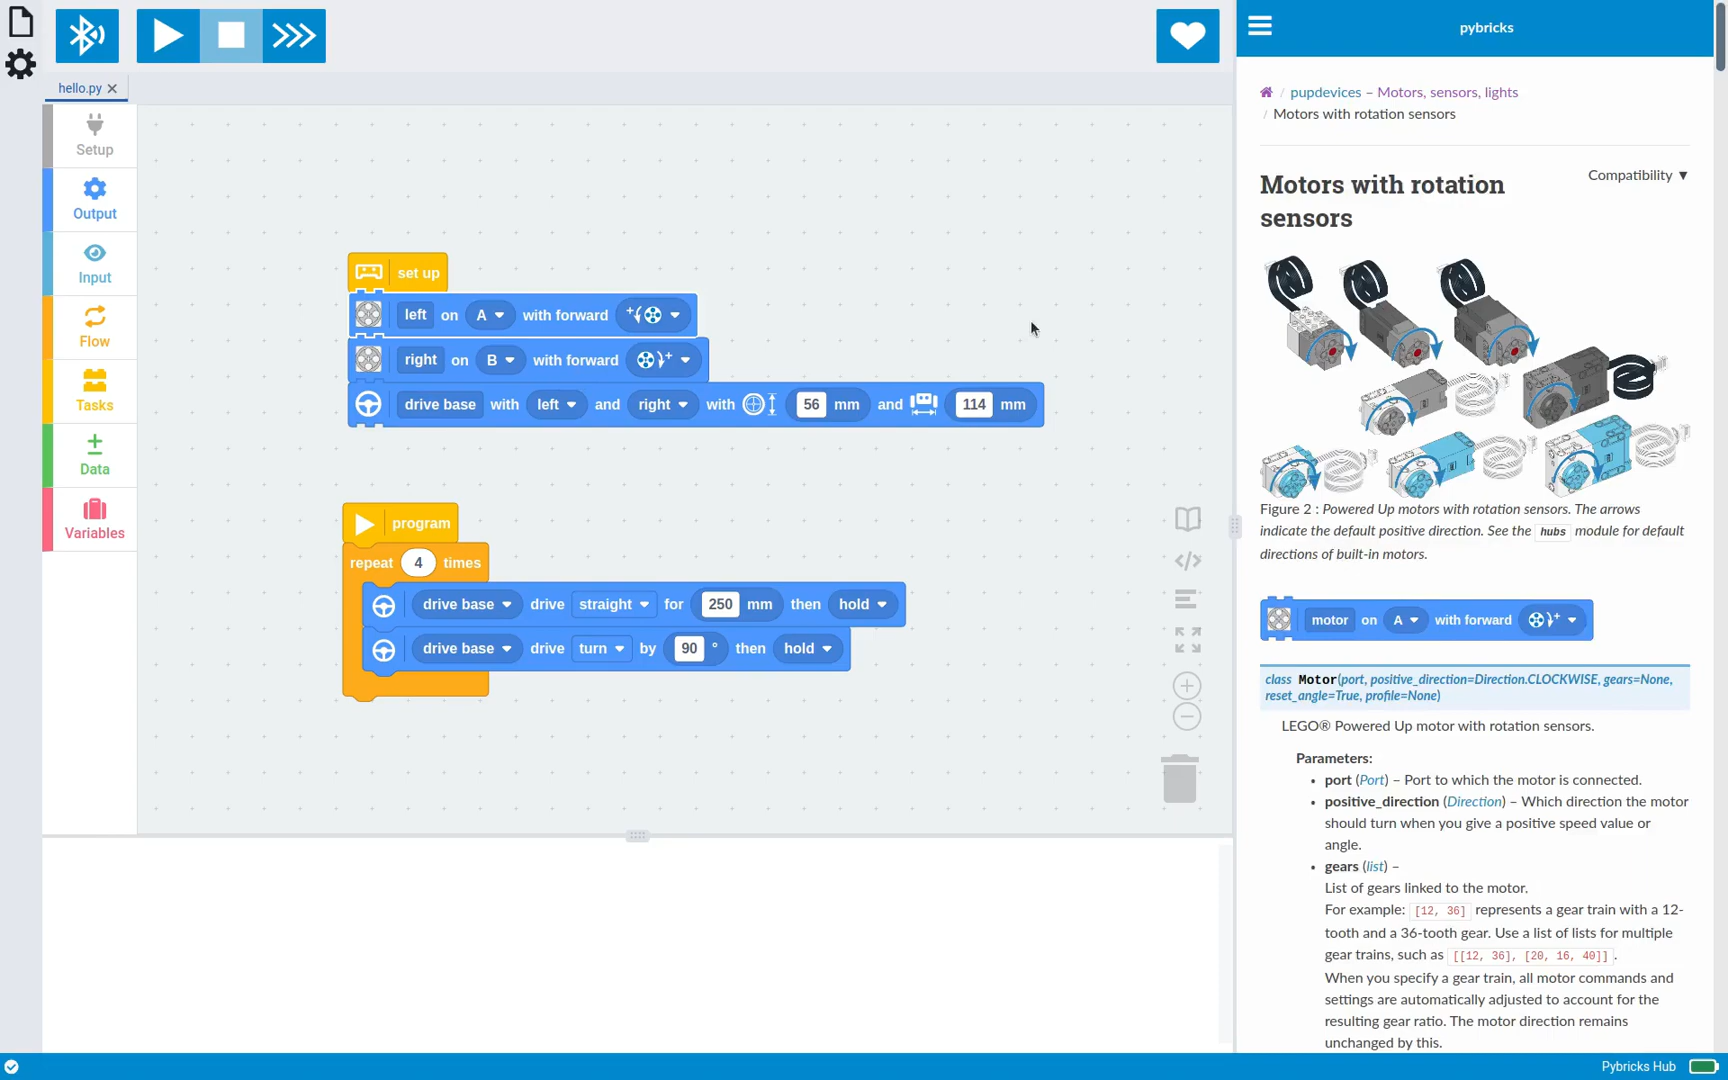 hello.py
Setup
Output
Input
Flow
Tasks
Data
Variables
set up
left on A with forward +
right on B with forward +
drive base with left and right with 56 mm and 114 mm
program
repeat 4 times
drive base drive straight for 250 mm then hold
drive base drive turn by 90 ° then hold
pybricks
/ pupdevices – Motors, sensors, lights
/ Motors with rotation sensors
Motors with rotation
sensors
Compatibility ▼
Figure 2 : Powered Up motors with rotation sensors. The arrows
indicate the default positive direction. See the hubs module for default
directions of built-in motors.
motor on A with forward +
class Motor(port, positive_direction=Direction.CLOCKWISE, gears=None,
reset_angle=True, profile=None)
LEGO® Powered Up motor with rotation sensors.
Parameters:
• port (Port) – Port to which the motor is connected.
• positive_direction (Direction) – Which direction the motor
should turn when you give a positive speed value or
angle.
• gears (list) –
List of gears linked to the motor.
For example: [12, 36] represents a gear train with a 12-
tooth and a 36-tooth gear. Use a list of lists for multiple
gear trains, such as [[12, 36], [20, 16, 40]] .
When you specify a gear train, all motor commands and
settings are automatically adjusted to account for the
resulting gear ratio. The motor direction remains
unchanged by this.
Pybricks Hub